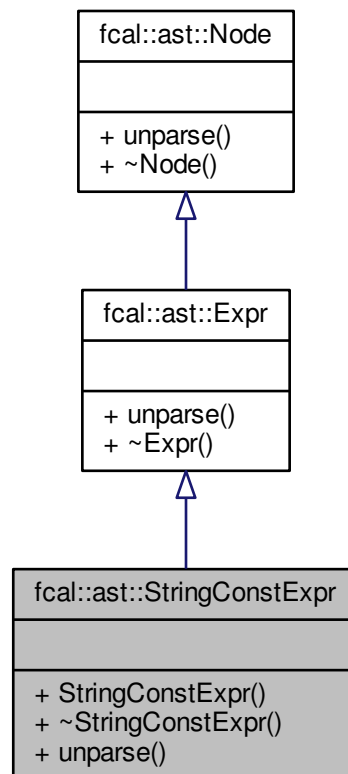 fcal::ast::Node
+ unparse()
+ ~Node()
fcal::ast::Expr
+ unparse()
+ ~Expr()
fcal::ast::StringConstExpr
+ StringConstExpr()
+ ~StringConstExpr()
+ unparse()